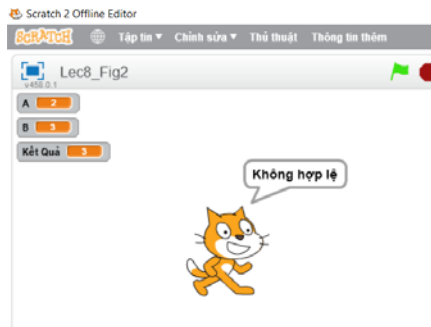 Scratch 2 Offline Editor
SCRATCH Tập tin ▼ Chỉnh sửa ▼ Thủ thuật Thông tin thêm
Lec8_Fig2
v458.0.1
A 2
B 3
Kết Quả 3
Không hợp lệ